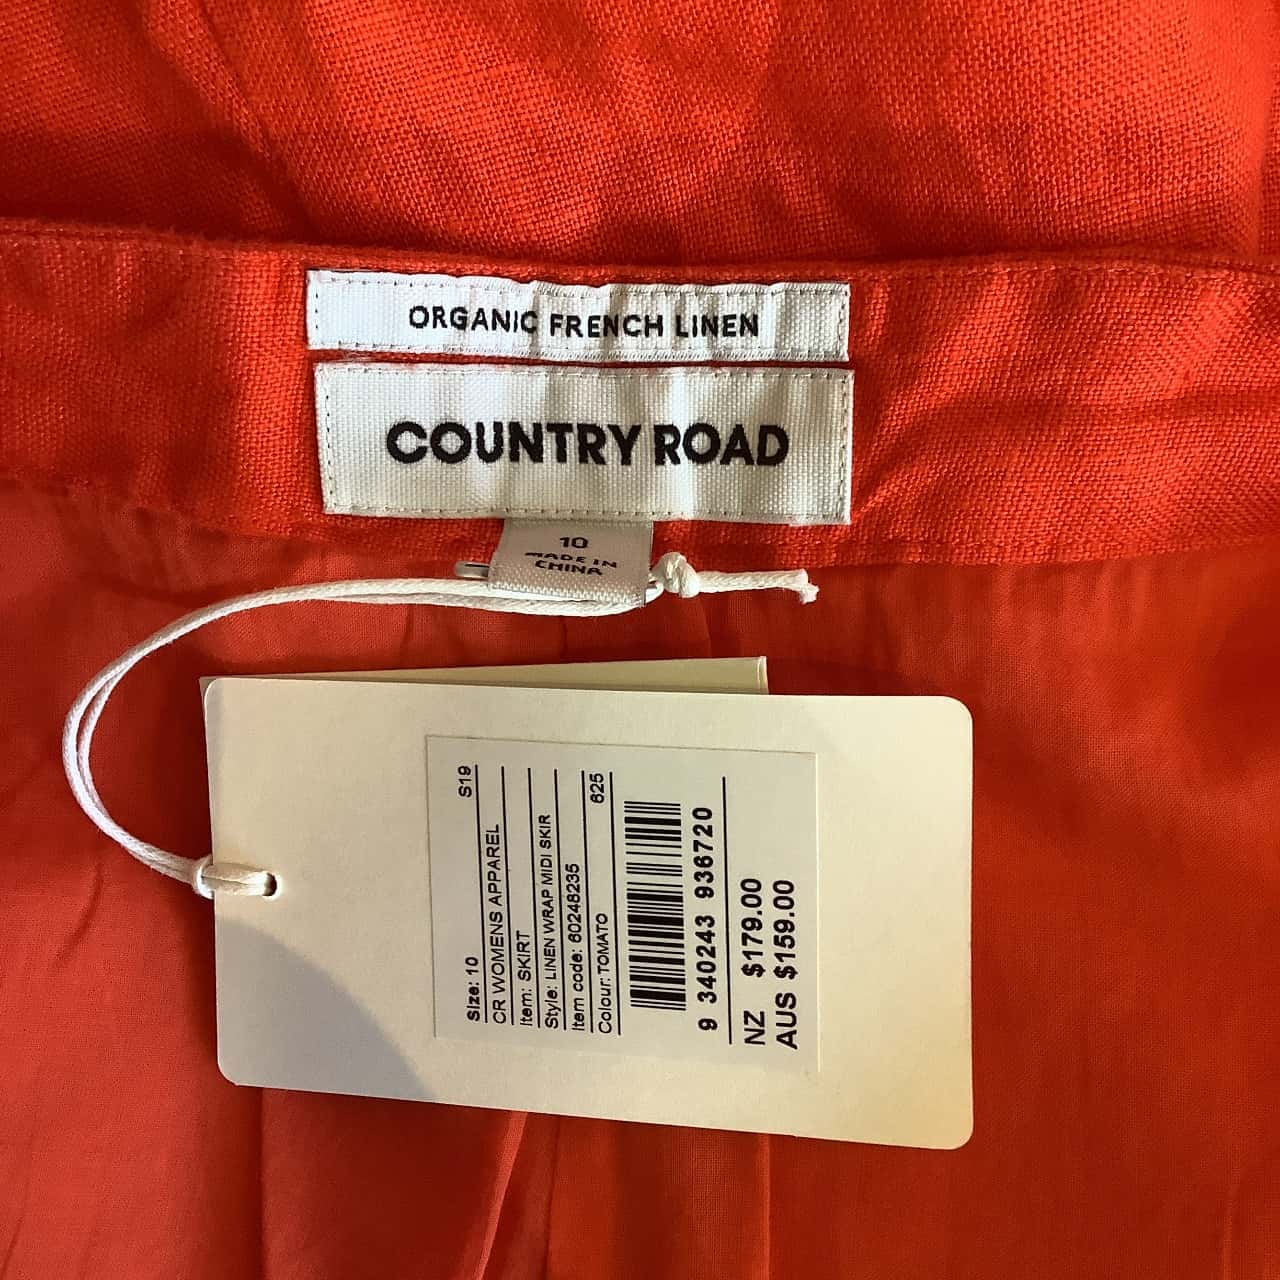 ORGANIC FRENCH LINEN
COUNTRY ROAD
10
MADE IN
CHINA
Size: 10 S19
CR WOMENS APPAREL
Item: SKIRT
Style: LINEN WRAP MIDI SKIR
Item code: 60248235
Colour: TOMATO 625
9 340243 936720
NZ $179.00
AUS $159.00